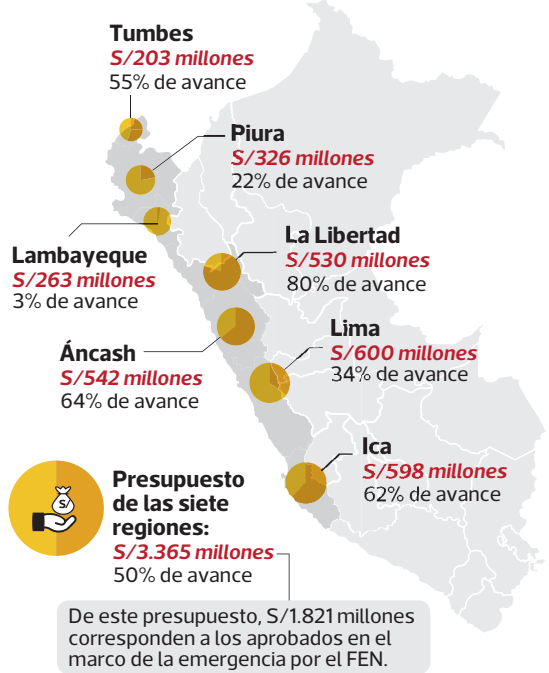 Tumbes
S/203 millones
55% de avance
Piura
S/326 millones
22% de avance
Lambayeque
S/263 millones
3% de avance
La Libertad
S/530 millones
80% de avance
Áncash
S/542 millones
64% de avance
Lima
S/600 millones
34% de avance
Ica
S/598 millones
62% de avance
S/
Presupuesto
de las siete
regiones:
S/3.365 millones
50% de avance
De este presupuesto, S/1.821 millones
corresponden a los aprobados en el
marco de la emergencia por el FEN.